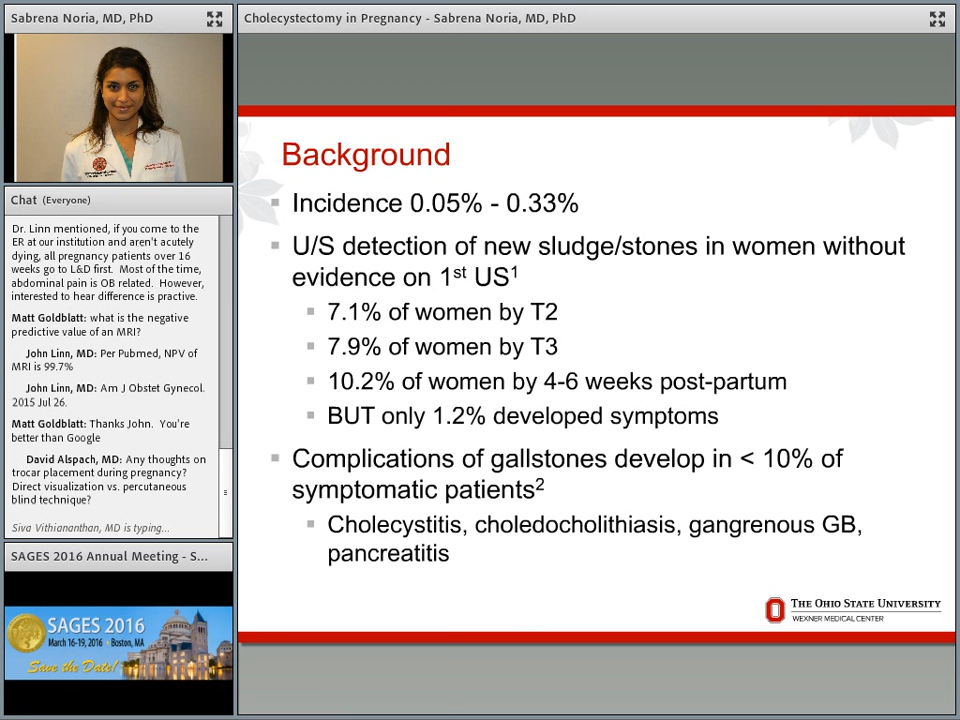 Sabrena Noria, MD, PhD
Cholecystectomy in Pregnancy - Sabrena Noria, MD, PhD
Chat (Everyone)
Dr. Linn mentioned, if you come to the
ER at our institution and aren't acutely
dying, all pregnancy patients over 16
weeks go to L&D first. Most of the time,
abdominal pain is OB related. However,
interested to hear difference is practive.
Matt Goldblatt: what is the negative
predictive value of an MRI?
John Linn, MD: Per Pubmed, NPV of
MRI is 99.7%
John Linn, MD: Am J Obstet Gynecol.
2015 Jul 26.
Matt Goldblatt: Thanks John. You're
better than Google
David Alspach, MD: Any thoughts on
trocar placement during pregnancy?
Direct visualization vs. percutaneous
blind technique?
Siva Vithiananthan, MD is typing...
SAGES 2016 Annual Meeting - S...
SAGES 2016
March 16-19, 2016 Boston, MA
Save the Date!
Background
Incidence 0.05% - 0.33%
U/S detection of new sludge/stones in women without
evidence on 1st US1
7.1% of women by T2
7.9% of women by T3
10.2% of women by 4-6 weeks post-partum
BUT only 1.2% developed symptoms
Complications of gallstones develop in < 10% of
symptomatic patients2
Cholecystitis, choledocholithiasis, gangrenous GB,
pancreatitis
THE OHIO STATE UNIVERSITY
WEXNER MEDICAL CENTER